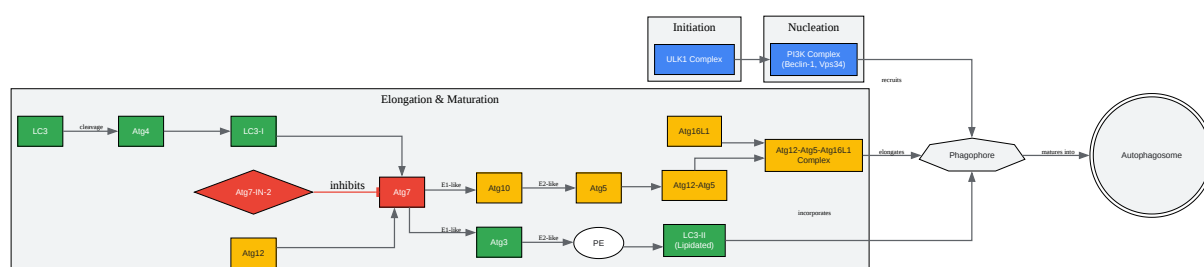 Initiation
Nucleation
ULK1 Complex
PI3K Complex
(Beclin-1, Vps34)
recruits
Elongation & Maturation
LC3
cleavage
Atg4
LC3-I
Atg16L1
Atg12-Atg5-Atg16L1
Complex
elongates
Phagophore
matures into
Autophagosome
Atg7-IN-2
inhibits
Atg7
E1-like
Atg10
E2-like
Atg5
Atg12-Atg5
incorporates
E1-like
Atg12
Atg3
E2-like
PE
LC3-II
(Lipidated)